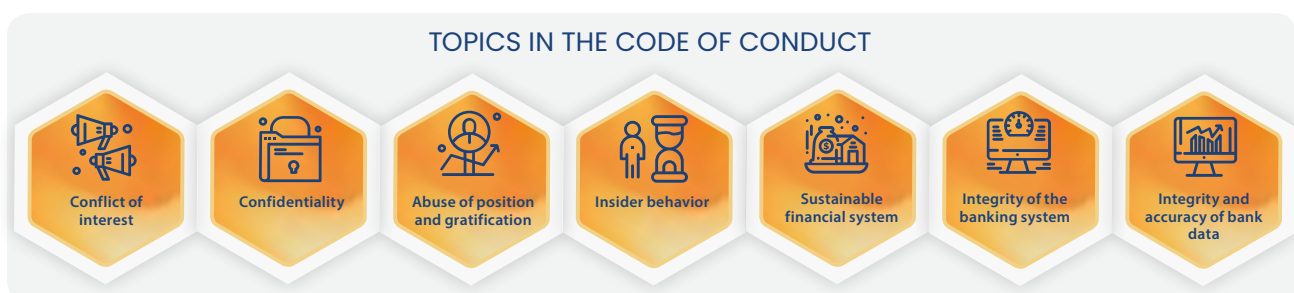 TOPICS IN THE CODE OF CONDUCT
Conflict of
interest
Confidentiality
Abuse of position
and gratification
Insider behavior
Sustainable
financial system
Integrity of the
banking system
Integrity and
accuracy of bank
data